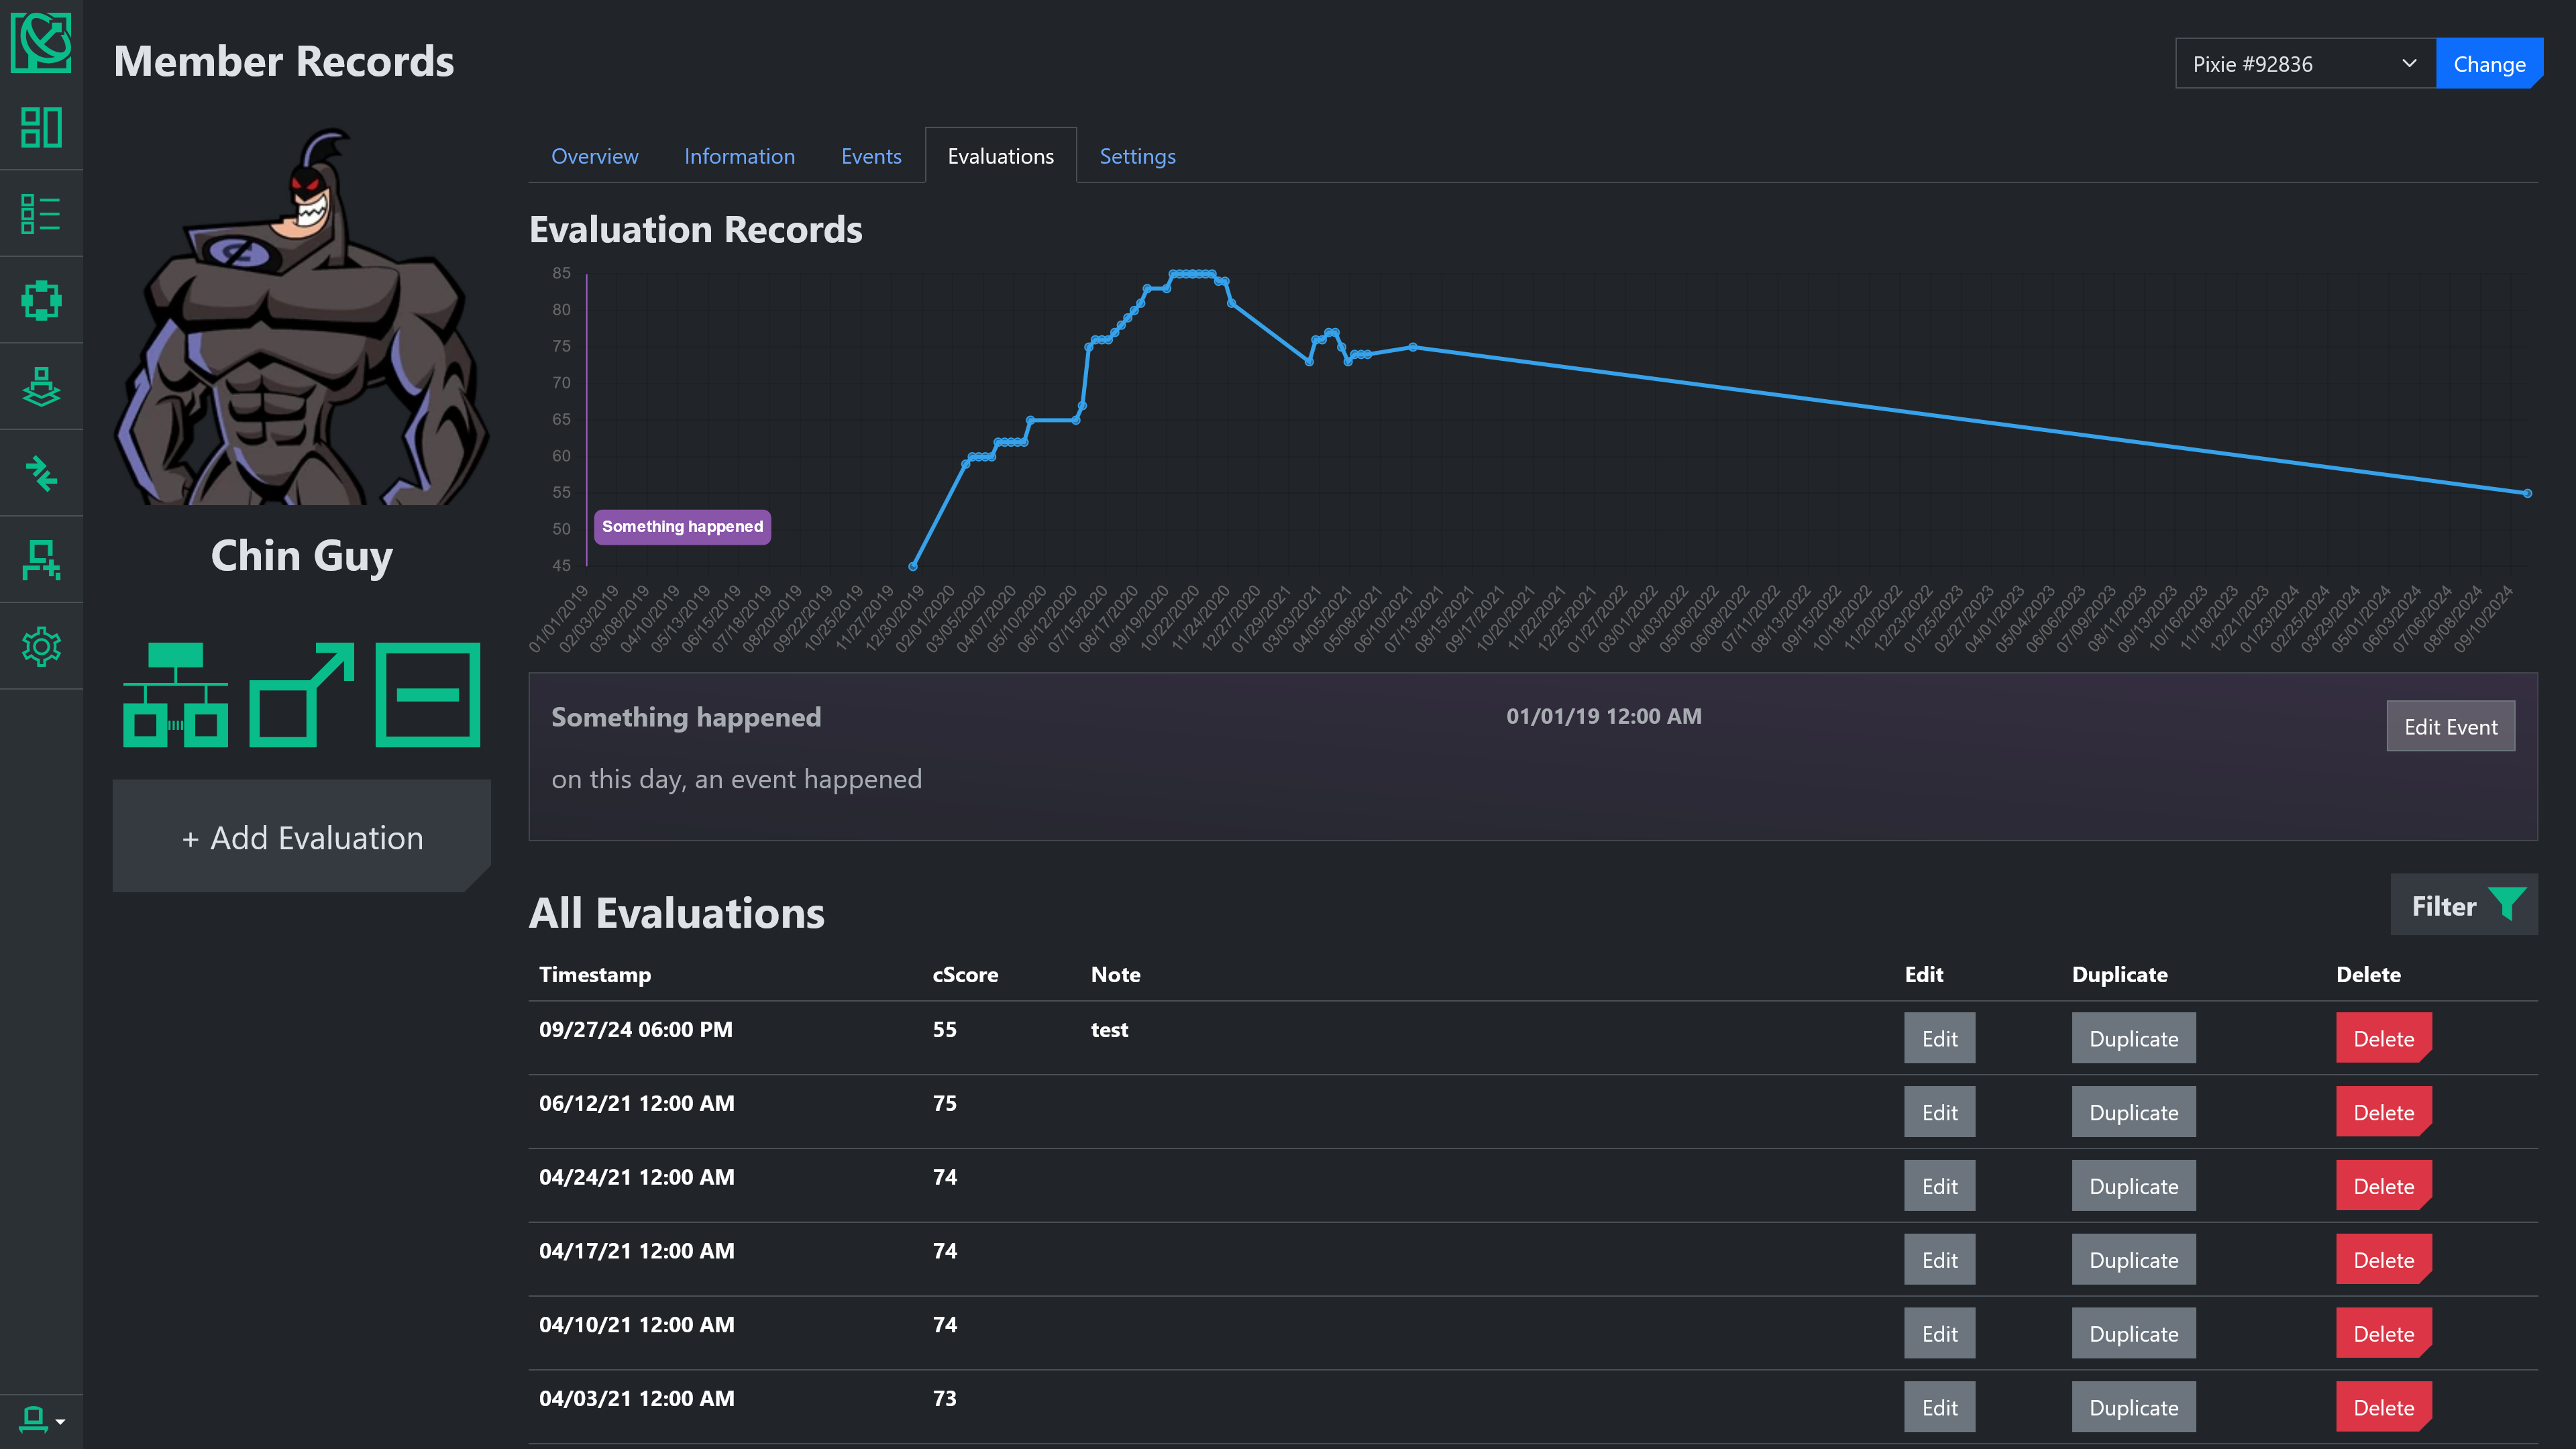 Member Records
Pixie #92836
Change
Overview Information Events Evaluations Settings
Evaluation Records
85
80
75
70
65
60
55
50
45
Something happened
01/01/2019 02/03/2019 03/08/2019 04/10/2019 05/13/2019 06/15/2019 07/18/2019 08/20/2019 09/22/2019 10/25/2019 11/27/2019 12/30/2019 02/01/2020 03/05/2020 04/07/2020 05/10/2020 06/12/2020 07/15/2020 08/17/2020 09/19/2020 10/22/2020 11/24/2020 12/27/2020 01/29/2021 03/03/2021 04/05/2021 05/08/2021 06/10/2021 07/13/2021 08/15/2021 09/17/2021 10/20/2021 11/22/2021 12/25/2021 01/27/2022 03/01/2022 04/03/2022 05/06/2022 06/08/2022 07/11/2022 08/13/2022 09/15/2022 10/18/2022 11/20/2022 12/23/2022 01/25/2023 02/27/2023 04/01/2023 05/04/2023 06/06/2023 07/09/2023 08/11/2023 09/13/2023 10/16/2023 11/18/2023 12/21/2023 01/23/2024 02/25/2024 03/29/2024 05/01/2024 06/03/2024 07/06/2024 08/08/2024 09/10/2024
Chin Guy
+ Add Evaluation
Something happened 01/01/19 12:00 AM Edit Event
on this day, an event happened
All Evaluations
Filter
Timestamp cScore Note Edit Duplicate Delete
09/27/24 06:00 PM 55 test Edit Duplicate Delete
06/12/21 12:00 AM 75 Edit Duplicate Delete
04/24/21 12:00 AM 74 Edit Duplicate Delete
04/17/21 12:00 AM 74 Edit Duplicate Delete
04/10/21 12:00 AM 74 Edit Duplicate Delete
04/03/21 12:00 AM 73 Edit Duplicate Delete